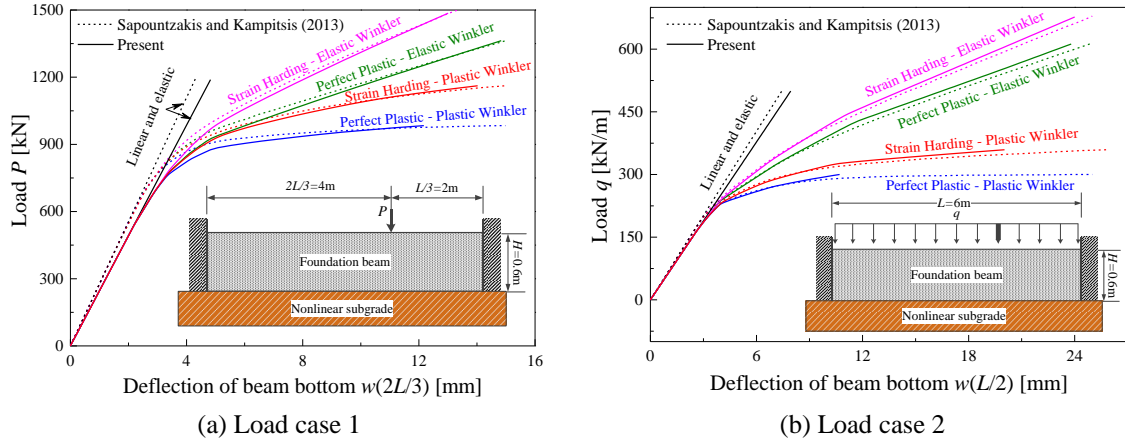 1500
1200
900
600
300
0
Load P [kN]
Sapountzakis and Kampitsis (2013)
Present
Linear and elastic
Strain Harding - Elastic Winkler
Perfect Plastic - Elastic Winkler
Strain Harding - Plastic Winkler
Perfect Plastic - Plastic Winkler
2L/3=4m
L/3=2m
P
H=0.6m
Foundation beam
Nonlinear subgrade
0 4 8 12 16
Deflection of beam bottom w(2L/3) [mm]
(a) Load case 1
600
450
300
150
0
Load q [kN/m]
Sapountzakis and Kampitsis (2013)
Present
Linear and elastic
Strain Harding - Elastic Winkler
Perfect Plastic - Elastic Winkler
Strain Harding - Plastic Winkler
Perfect Plastic - Plastic Winkler
L=6m
q
H=0.6m
Foundation beam
Nonlinear subgrade
0 6 12 18 24
Deflection of beam bottom w(L/2) [mm]
(b) Load case 2